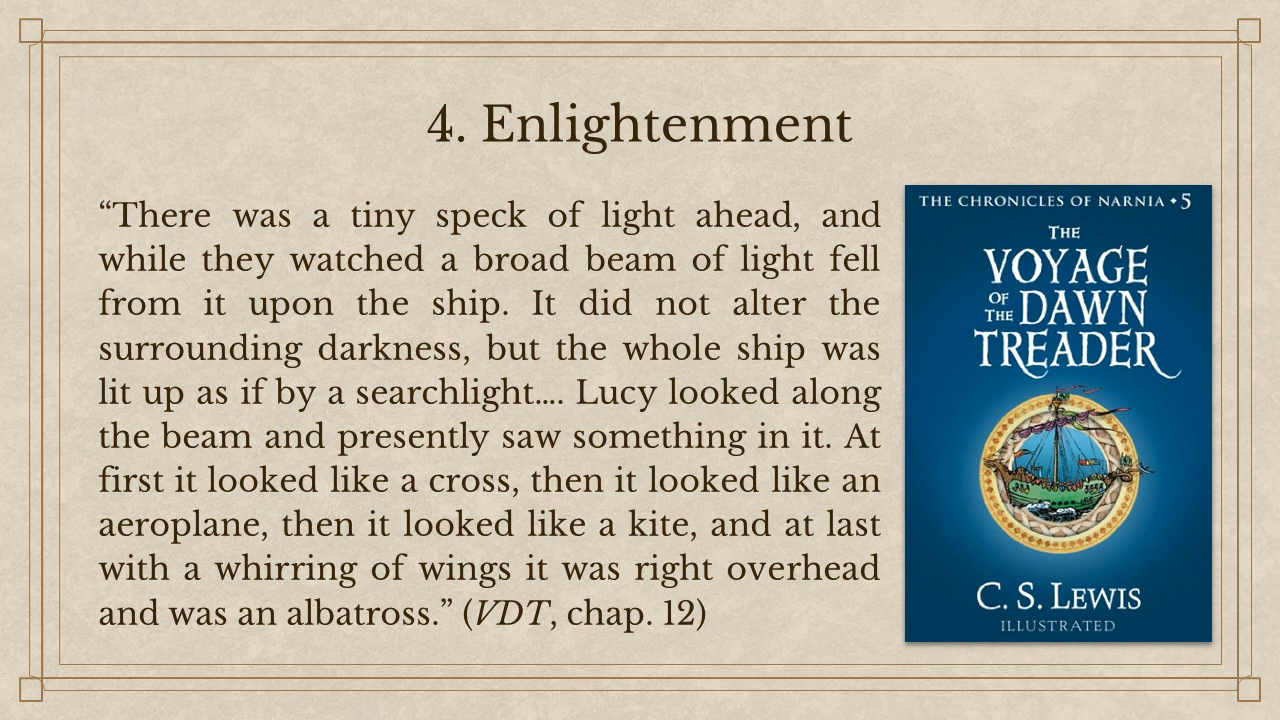 4. Enlightenment
“There was a tiny speck of light ahead, and
while they watched a broad beam of light fell
from it upon the ship. It did not alter the
surrounding darkness, but the whole ship was
lit up as if by a searchlight…. Lucy looked along
the beam and presently saw something in it. At
first it looked like a cross, then it looked like an
aeroplane, then it looked like a kite, and at last
with a whirring of wings it was right overhead
and was an albatross.” (VDT, chap. 12)
THE CHRONICLES OF NARNIA • 5
THE
VOYAGE
OF THE DAWN
TREADER
C. S. LEWIS
ILLUSTRATED